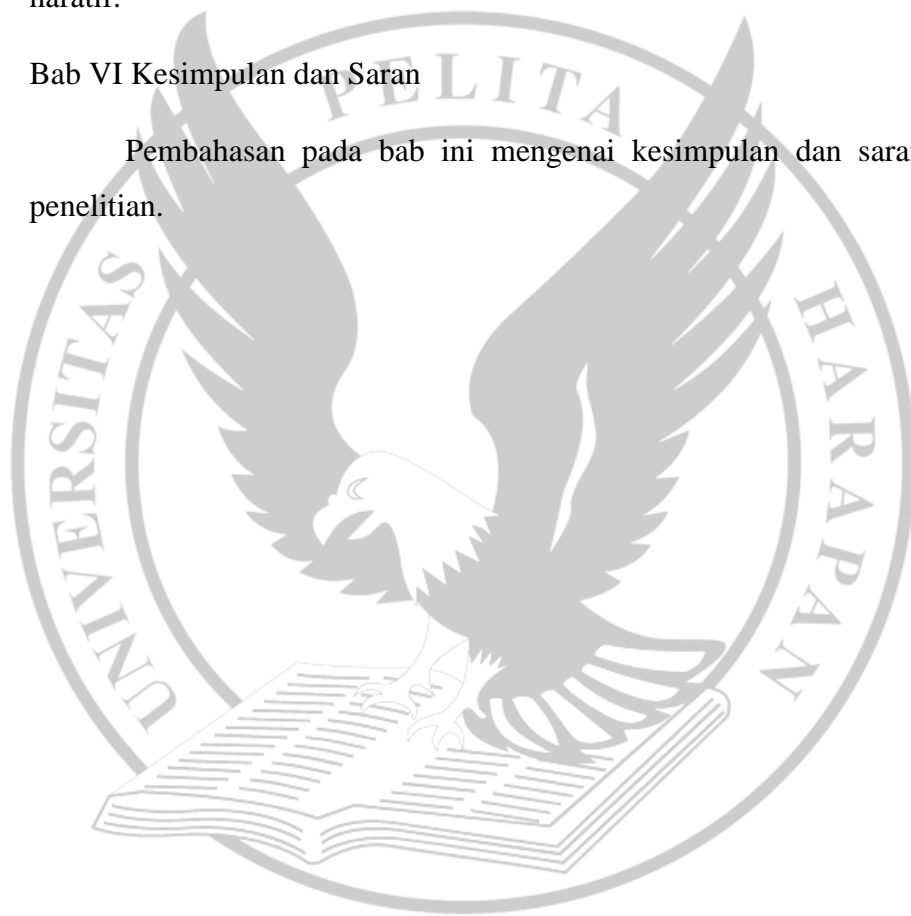 naratif.
Bab VI Kesimpulan dan Saran
Pembahasan pada bab ini mengenai kesimpulan dan saran
penelitian.
UNIVERSITAS PELITA HARAPAN